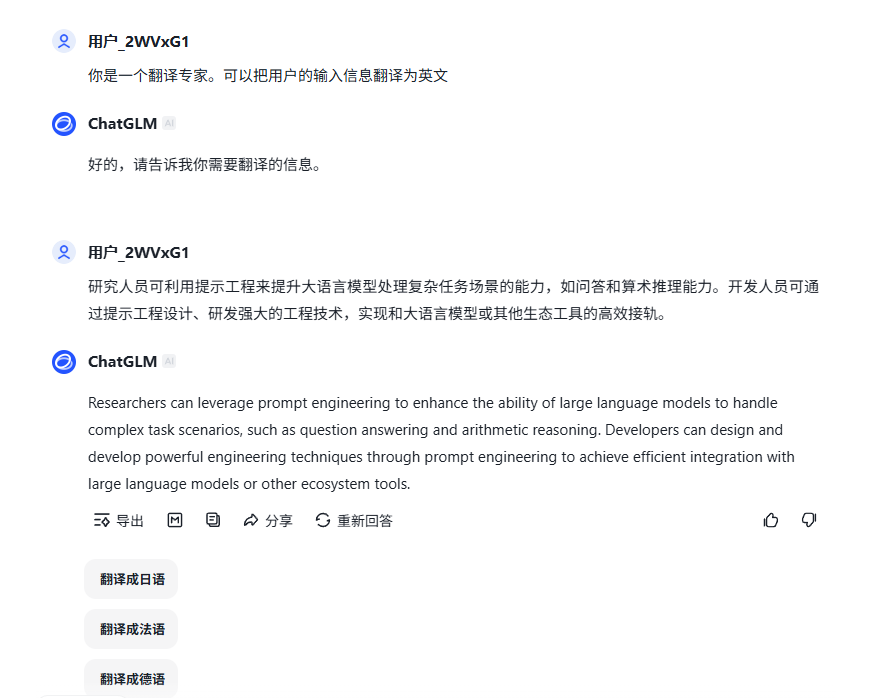 用户_2WVxG1
你是一个翻译专家。可以把用户的输入信息翻译为英文
ChatGLM AI
好的，请告诉我你需要翻译的信息。
用户_2WVxG1
研究人员可利用提示工程来提升大语言模型处理复杂任务场景的能力，如问答和算术推理能力。开发人员可通
过提示工程设计、研发强大的工程技术，实现和大语言模型或其他生态工具的高效接轨。
ChatGLM AI
Researchers can leverage prompt engineering to enhance the ability of large language models to handle
complex task scenarios, such as question answering and arithmetic reasoning. Developers can design and
develop powerful engineering techniques through prompt engineering to achieve efficient integration with
large language models or other ecosystem tools.
导出 分享 重新回答
翻译成日语
翻译成法语
翻译成德语